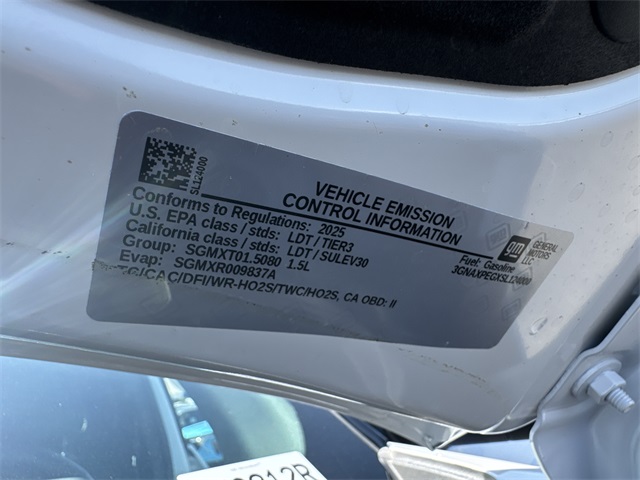 SL124000
VEHICLE EMISSION
CONTROL INFORMATION
Conforms to Regulations: 2025
U.S. EPA class / stds: LDT / TIER3
California class / stds: LDT / SULEV30
Group: SGMXT01.5080 1.5L
Evap: SGMXR009837A
TC/CAC/DFI/WR-HO2S/TWC/HO2S, CA OBD: II
gm
GENERAL
MOTORS
LLC
Fuel: Gasoline
3GNAXPEGXSL124000